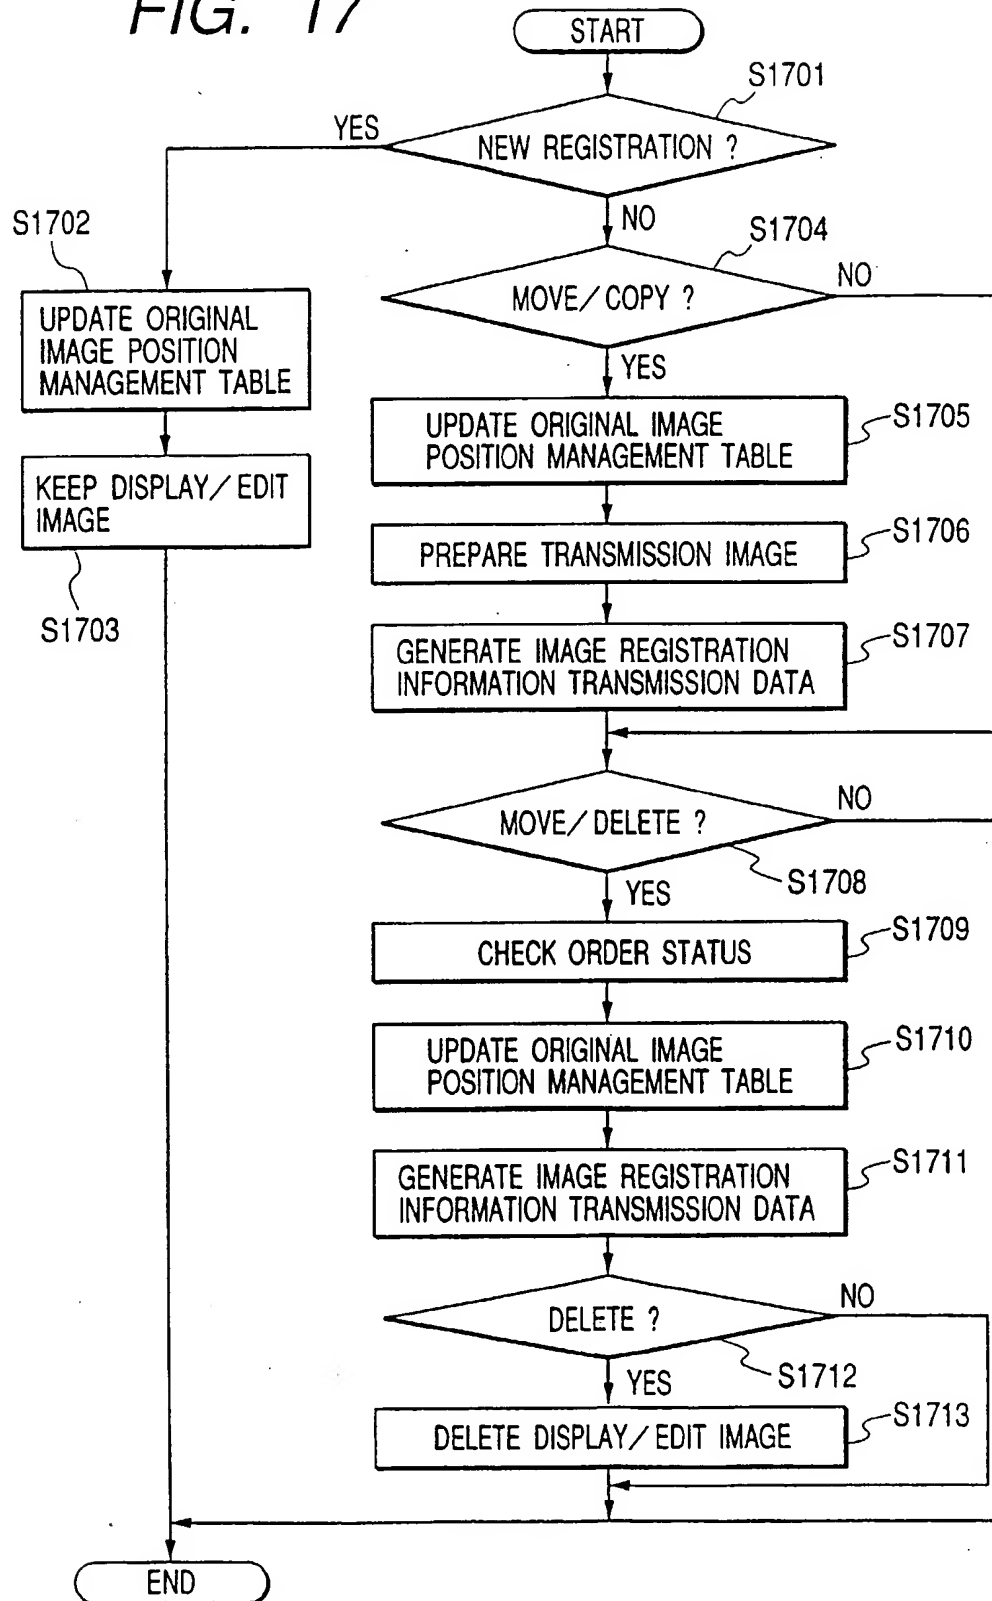 FIG. 17
START
S1701
YES
NEW REGISTRATION ?
NO
S1702
S1704
NO
MOVE/COPY ?
YES
UPDATE ORIGINAL
IMAGE POSITION
MANAGEMENT TABLE
S1705
UPDATE ORIGINAL IMAGE
POSITION MANAGEMENT TABLE
KEEP DISPLAY/EDIT
IMAGE
S1703
S1706
PREPARE TRANSMISSION IMAGE
S1707
GENERATE IMAGE REGISTRATION
INFORMATION TRANSMISSION DATA
NO
MOVE/DELETE ?
S1708
YES
S1709
CHECK ORDER STATUS
S1710
UPDATE ORIGINAL IMAGE
POSITION MANAGEMENT TABLE
S1711
GENERATE IMAGE REGISTRATION
INFORMATION TRANSMISSION DATA
NO
DELETE ?
S1712
YES
S1713
DELETE DISPLAY/EDIT IMAGE
END